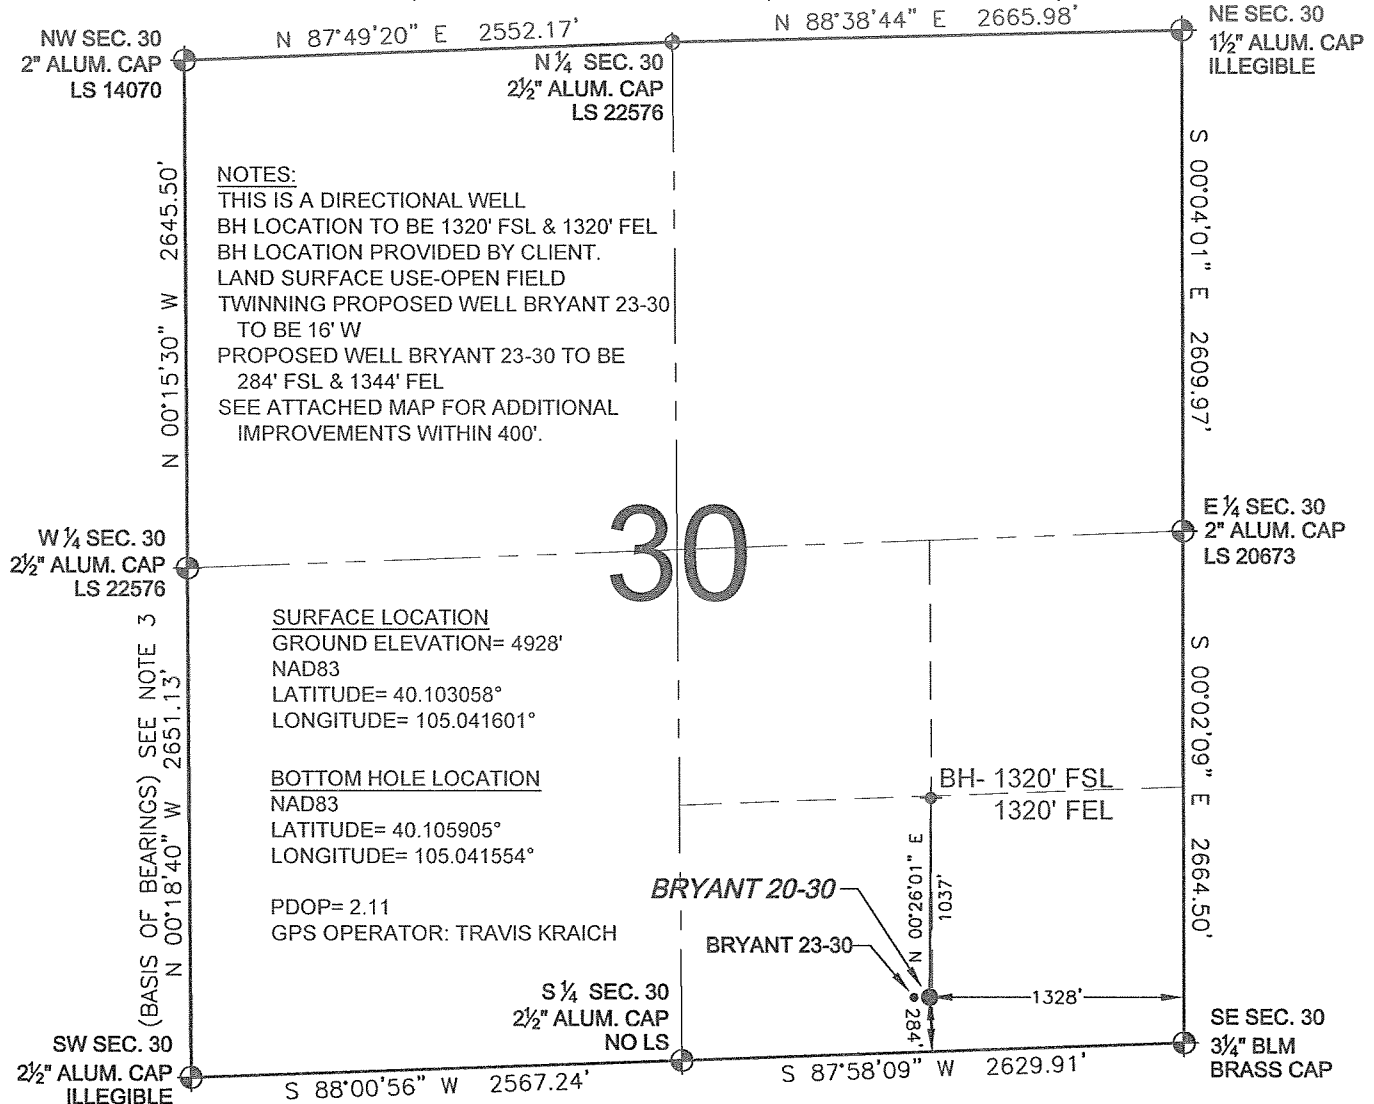 N 87°49'20" E 2552.17'
N 88°38'44" E 2665.98'
NW SEC. 30
2" ALUM. CAP
LS 14070
N ¼ SEC. 30
2½" ALUM. CAP
LS 22576
NE SEC. 30
1½" ALUM. CAP
ILLEGIBLE
N 00°15'30" W 2645.50'
S 00°04'01" E 2609.97'
NOTES:
THIS IS A DIRECTIONAL WELL
BH LOCATION TO BE 1320' FSL & 1320' FEL
BH LOCATION PROVIDED BY CLIENT.
LAND SURFACE USE-OPEN FIELD
TWINNING PROPOSED WELL BRYANT 23-30
TO BE 16' W
PROPOSED WELL BRYANT 23-30 TO BE
284' FSL & 1344' FEL
SEE ATTACHED MAP FOR ADDITIONAL
IMPROVEMENTS WITHIN 400'.
30
W ¼ SEC. 30
2½" ALUM. CAP
LS 22576
E ¼ SEC. 30
2" ALUM. CAP
LS 20673
(BASIS OF BEARINGS) SEE NOTE 3
N 00°18'40" W 2651.13'
S 00°02'09" E 2664.50'
SURFACE LOCATION
GROUND ELEVATION= 4928'
NAD83
LATITUDE= 40.103058°
LONGITUDE= 105.041601°
BOTTOM HOLE LOCATION
NAD83
LATITUDE= 40.105905°
LONGITUDE= 105.041554°
PDOP= 2.11
GPS OPERATOR: TRAVIS KRAICH
BH- 1320' FSL
1320' FEL
N 00°26'01" E
1037'
BRYANT 20-30
BRYANT 23-30
1328'
284'
S ¼ SEC. 30
2½" ALUM. CAP
NO LS
SW SEC. 30
2½" ALUM. CAP
ILLEGIBLE
SE SEC. 30
3¼" BLM
BRASS CAP
S 88°00'56" W 2567.24'
S 87°58'09" W 2629.91'